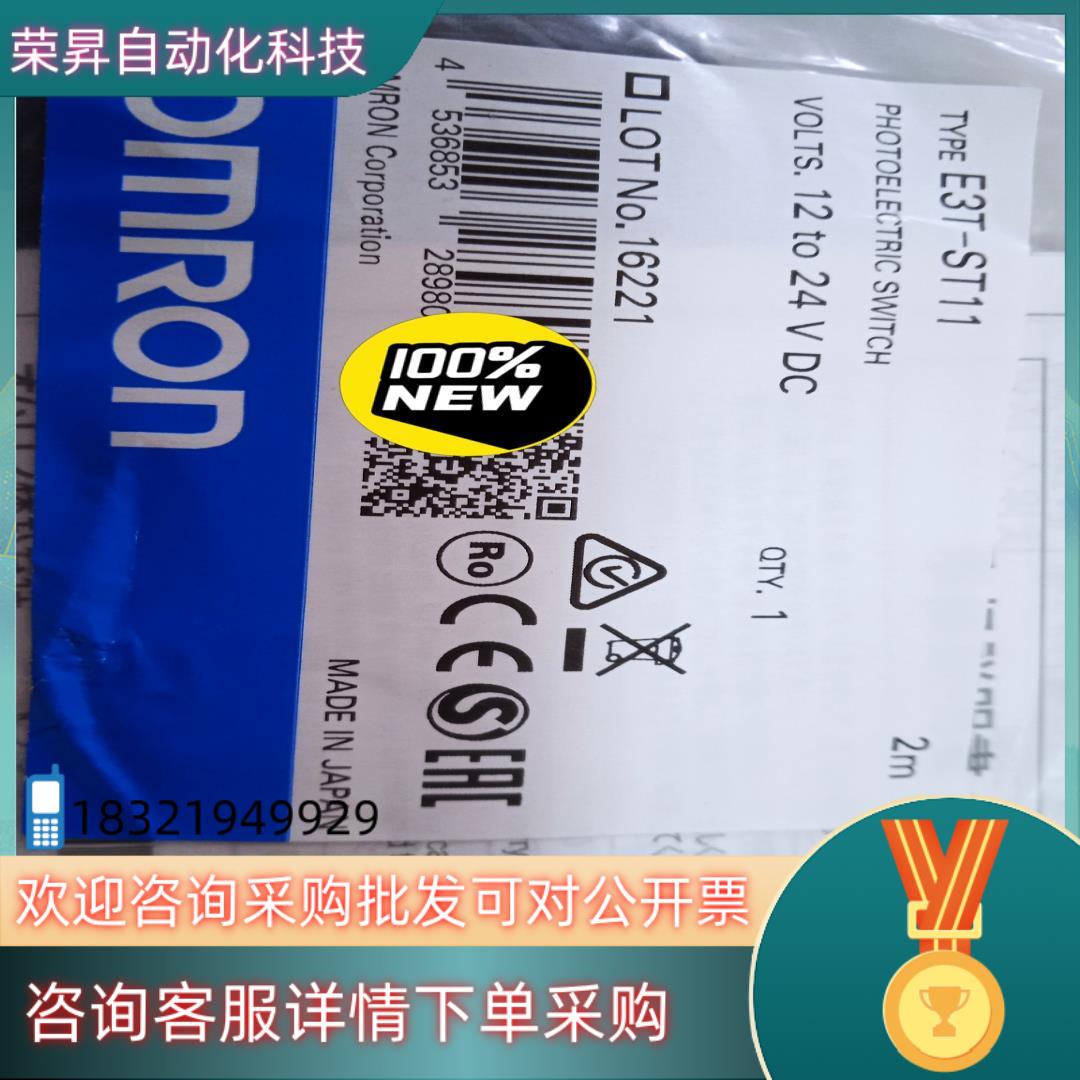 荣昇自动化科技
TYPE E3T-ST11
PHOTOELECTRIC SWITCH
2m
VOLTS. 12 to 24 V DC
QTY. 1
LOT No. 16221
4 536853 2898
OMRON Corporation
MADE IN JAPAN
omron
100%
NEW
Ro
CE
S
EAC
18321949929
欢迎咨询采购批发可对公开票
咨询客服详情下单采购